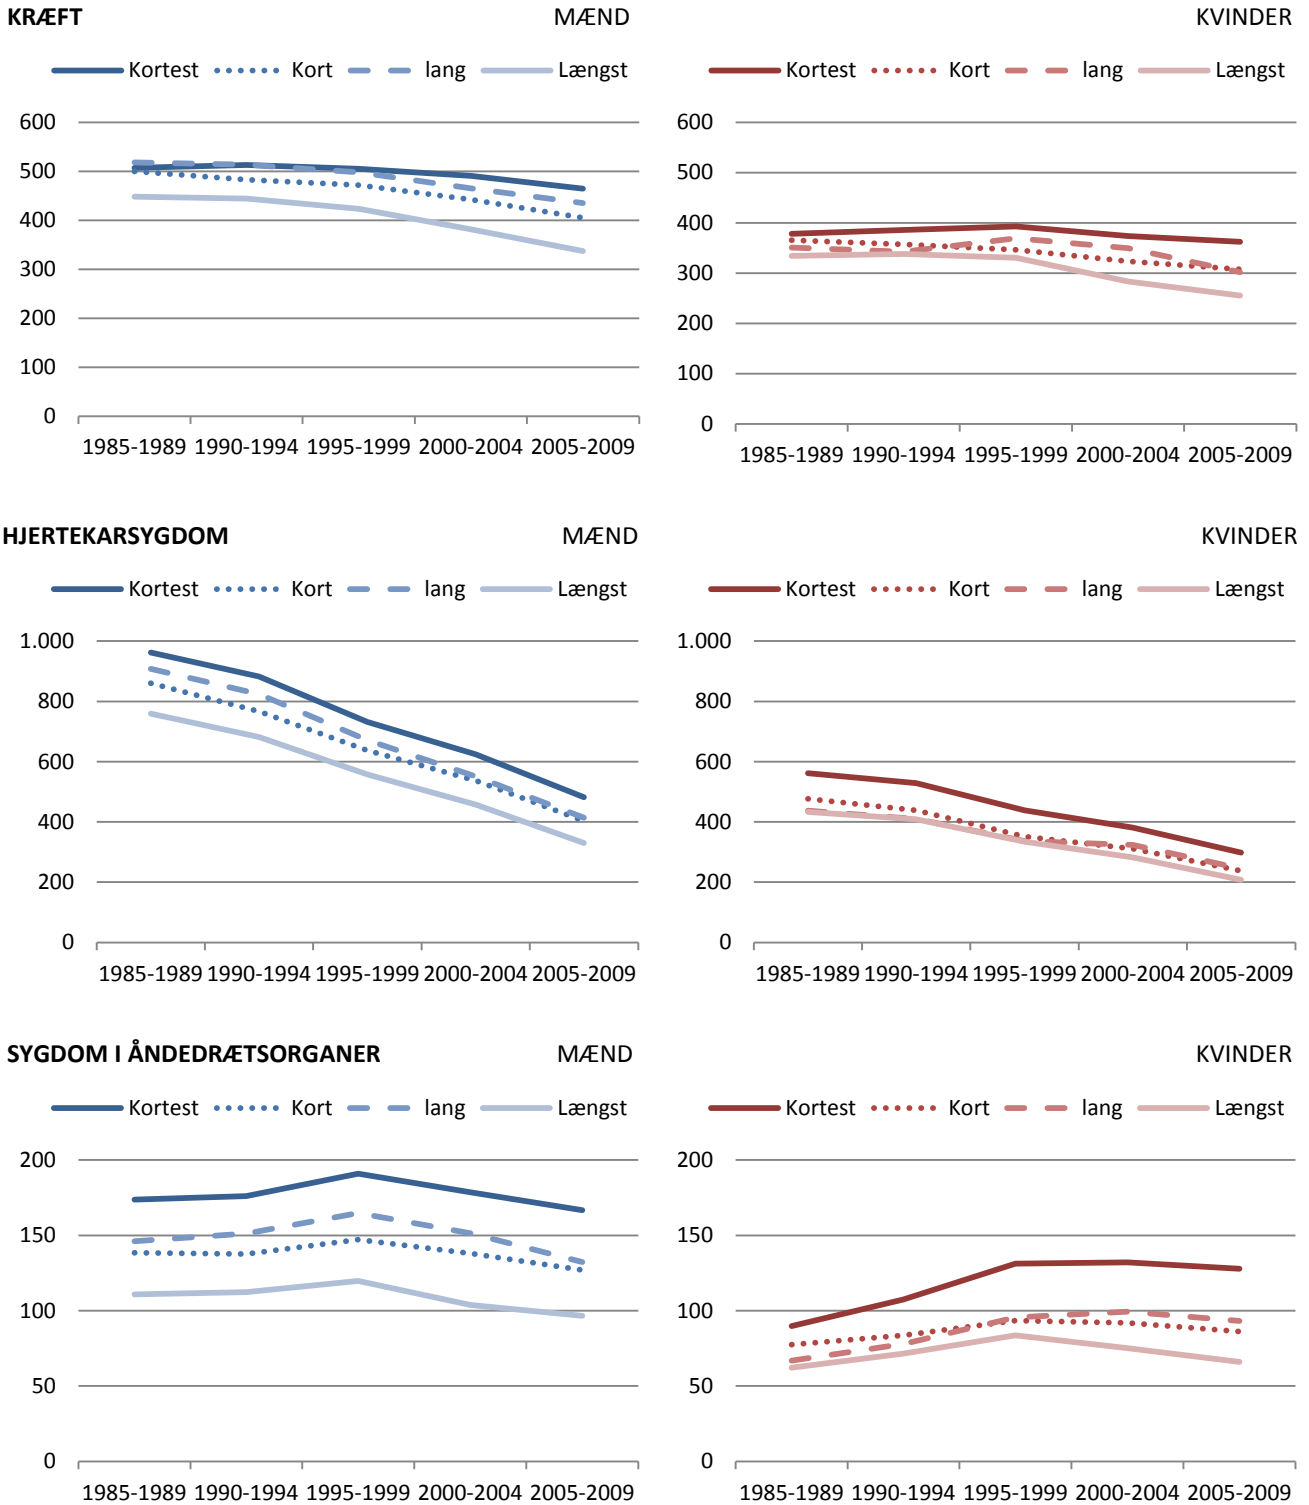 KRÆFT MÆND KVINDER
Kortest Kort lang Længst Kortest Kort lang Længst
600 600
500 500
400 400
300 300
200 200
100 100
0 0
1985-1989 1990-1994 1995-1999 2000-2004 2005-2009 1985-1989 1990-1994 1995-1999 2000-2004 2005-2009
HJERTEKARSYGDOM MÆND KVINDER
Kortest Kort lang Længst Kortest Kort lang Længst
1.000 1.000
800 800
600 600
400 400
200 200
0 0
1985-1989 1990-1994 1995-1999 2000-2004 2005-2009 1985-1989 1990-1994 1995-1999 2000-2004 2005-2009
SYGDOM I ÅNDEDRÆTSORGANER MÆND KVINDER
Kortest Kort lang Længst Kortest Kort lang Længst
200 200
150 150
100 100
50 50
0 0
1985-1989 1990-1994 1995-1999 2000-2004 2005-2009 1985-1989 1990-1994 1995-1999 2000-2004 2005-2009